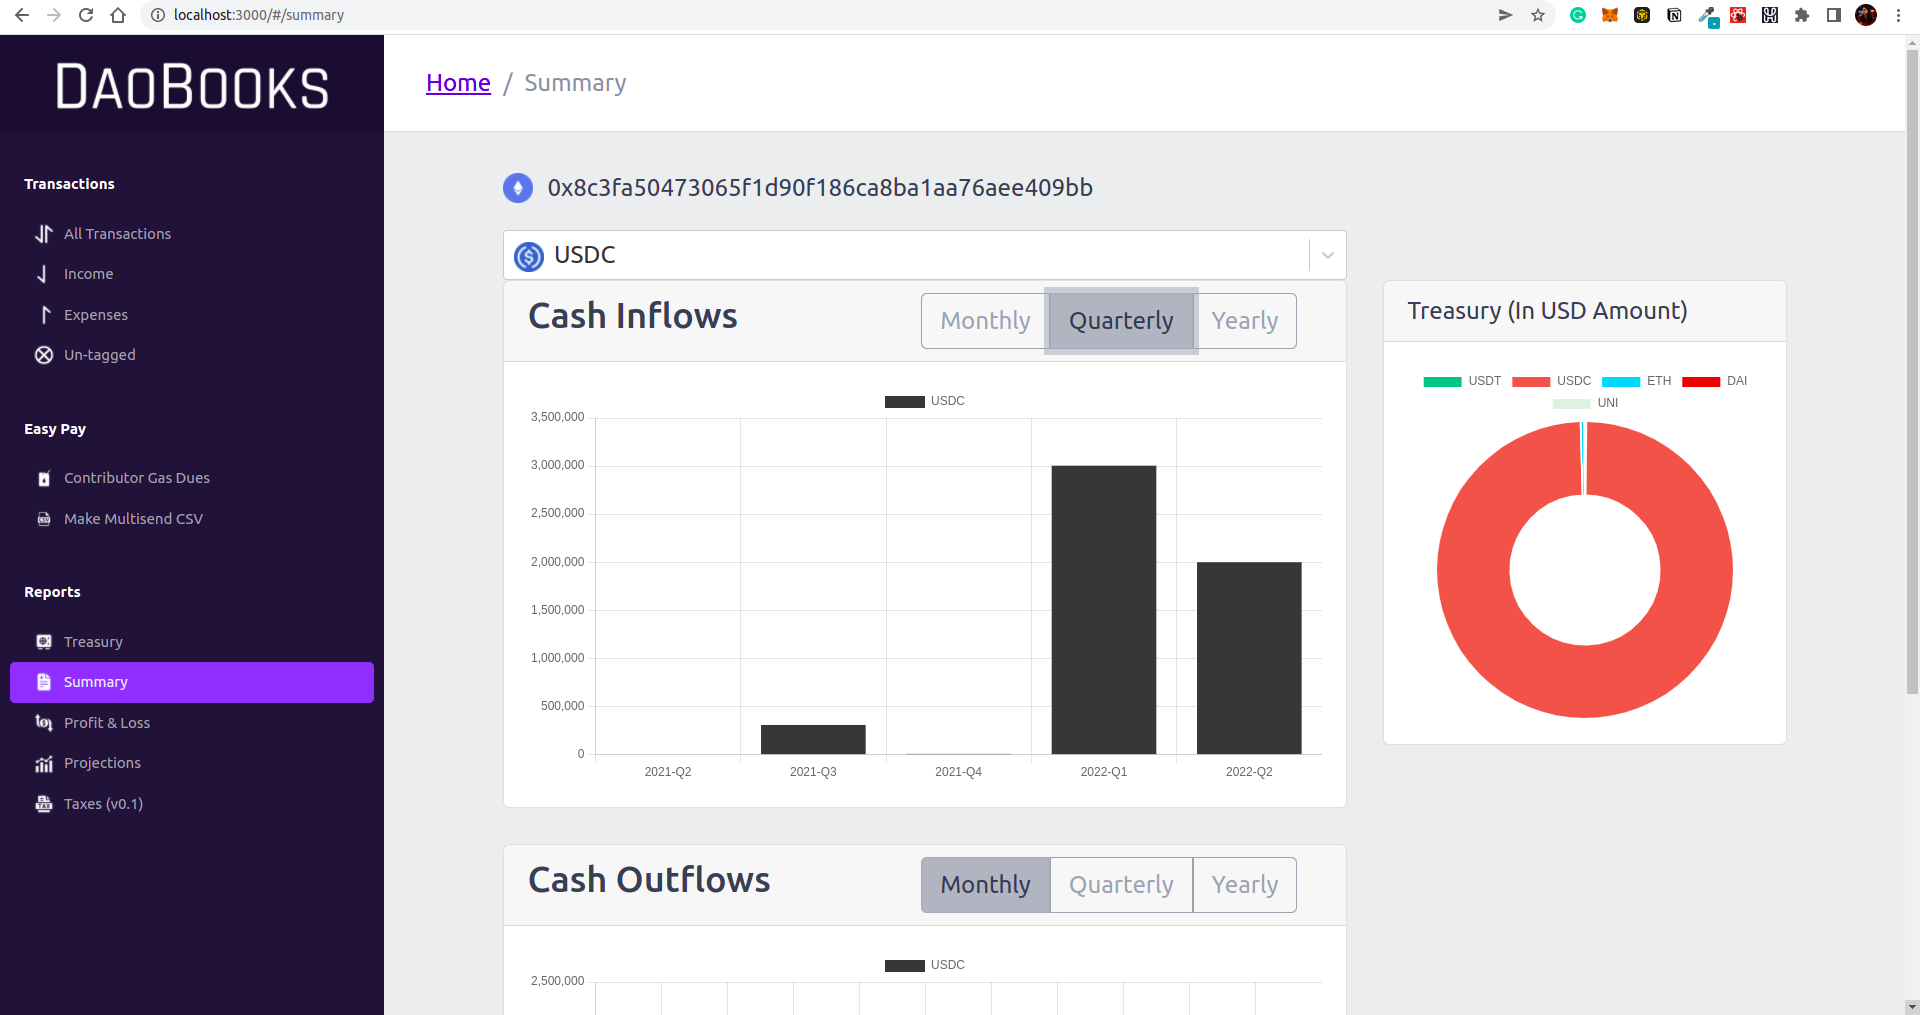 localhost:3000/#/summary
DAOBOOKS
Home / Summary
Transactions
All Transactions
Income
Expenses
Un-tagged
Easy Pay
Contributor Gas Dues
Make Multisend CSV
Reports
Treasury
Summary
Profit & Loss
Projections
Taxes (v0.1)
0x8c3fa50473065f1d90f186ca8ba1aa76aee409bb
USDC
Cash Inflows
Monthly Quarterly Yearly
USDC
3,500,000
3,000,000
2,500,000
2,000,000
1,500,000
1,000,000
500,000
0
2021-Q2 2021-Q3 2021-Q4 2022-Q1 2022-Q2
Treasury (In USD Amount)
USDT USDC ETH DAI
UNI
Cash Outflows
Monthly Quarterly Yearly
USDC
2,500,000